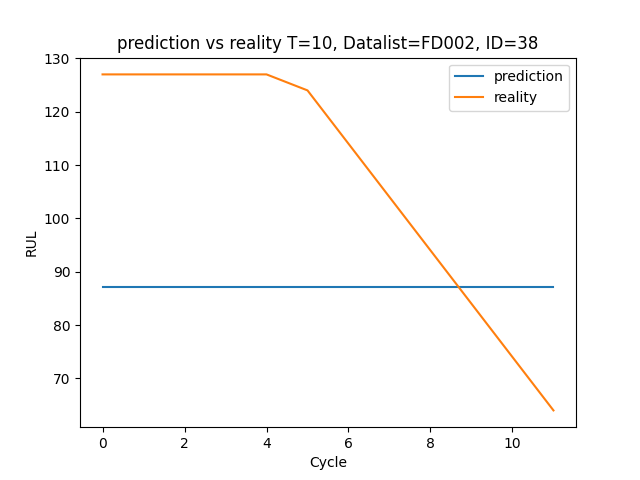 prediction vs reality T=10, Datalist=FD002, ID=38
prediction
reality
130
120
110
100
90
80
70
RUL
0 2 4 6 8 10
Cycle